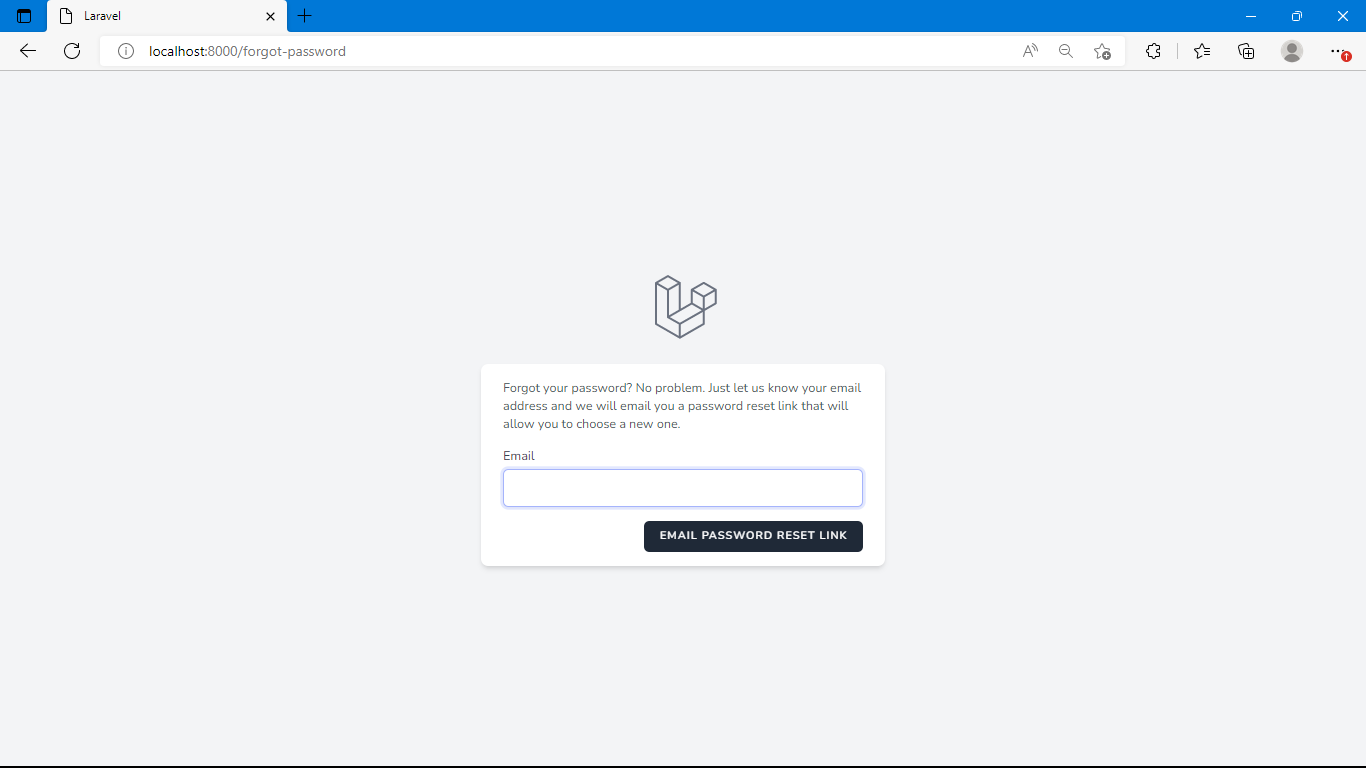 Laravel
localhost:8000/forgot-password
Forgot your password? No problem. Just let us know your email
address and we will email you a password reset link that will
allow you to choose a new one.
Email
EMAIL PASSWORD RESET LINK